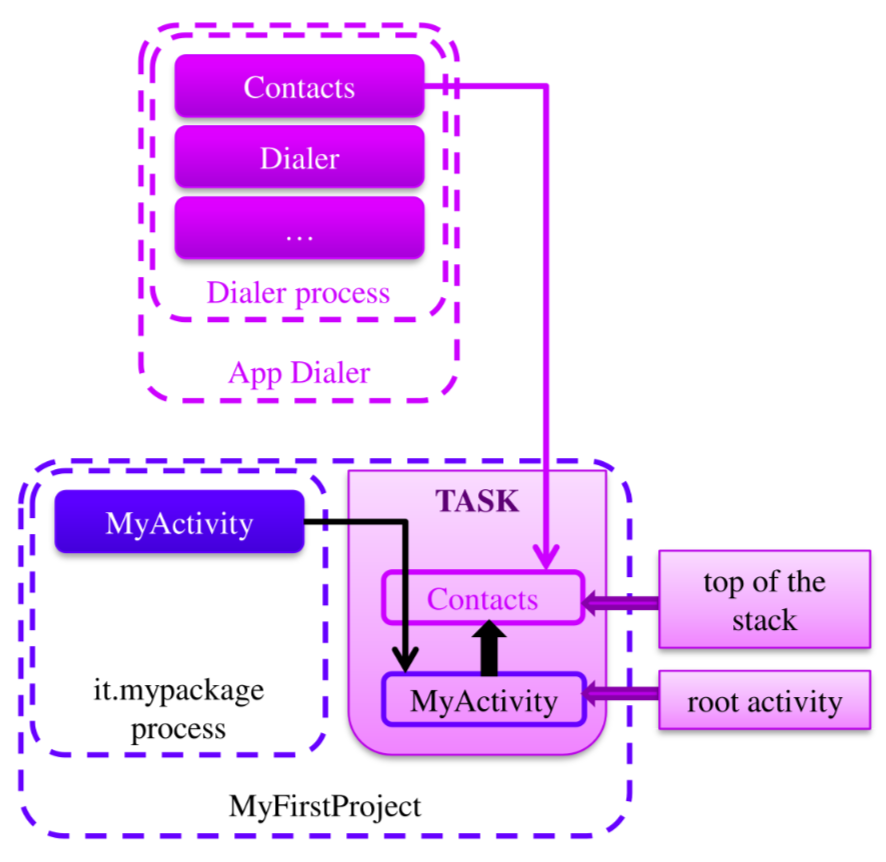 Contacts
Dialer
...
Dialer process
App Dialer
MyActivity
it.mypackage
process
TASK
Contacts
MyActivity
top of the
stack
root activity
MyFirstProject